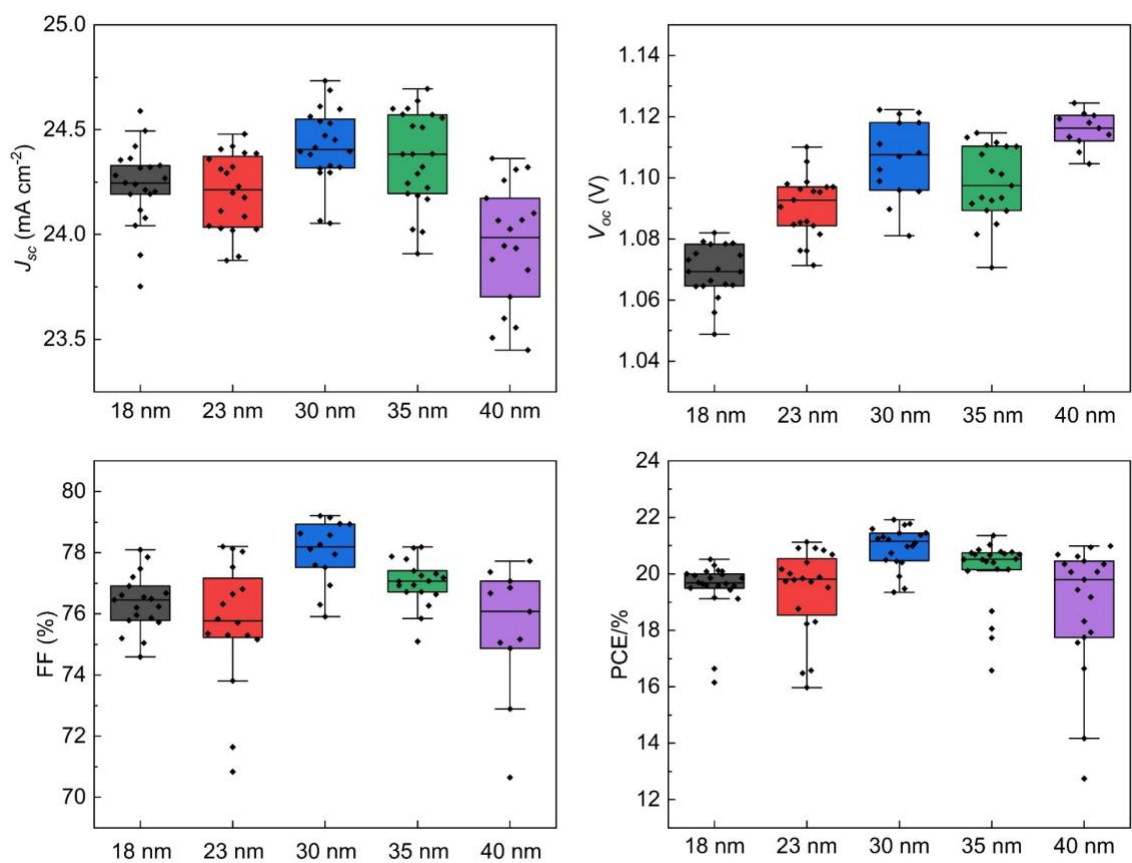 J_sc (mA cm⁻²)
25.0
24.5
24.0
23.5
18 nm 23 nm 30 nm 35 nm 40 nm
V_oc (V)
1.14
1.12
1.10
1.08
1.06
1.04
18 nm 23 nm 30 nm 35 nm 40 nm
FF (%)
80
78
76
74
72
70
18 nm 23 nm 30 nm 35 nm 40 nm
PCE/%
24
22
20
18
16
14
12
18 nm 23 nm 30 nm 35 nm 40 nm